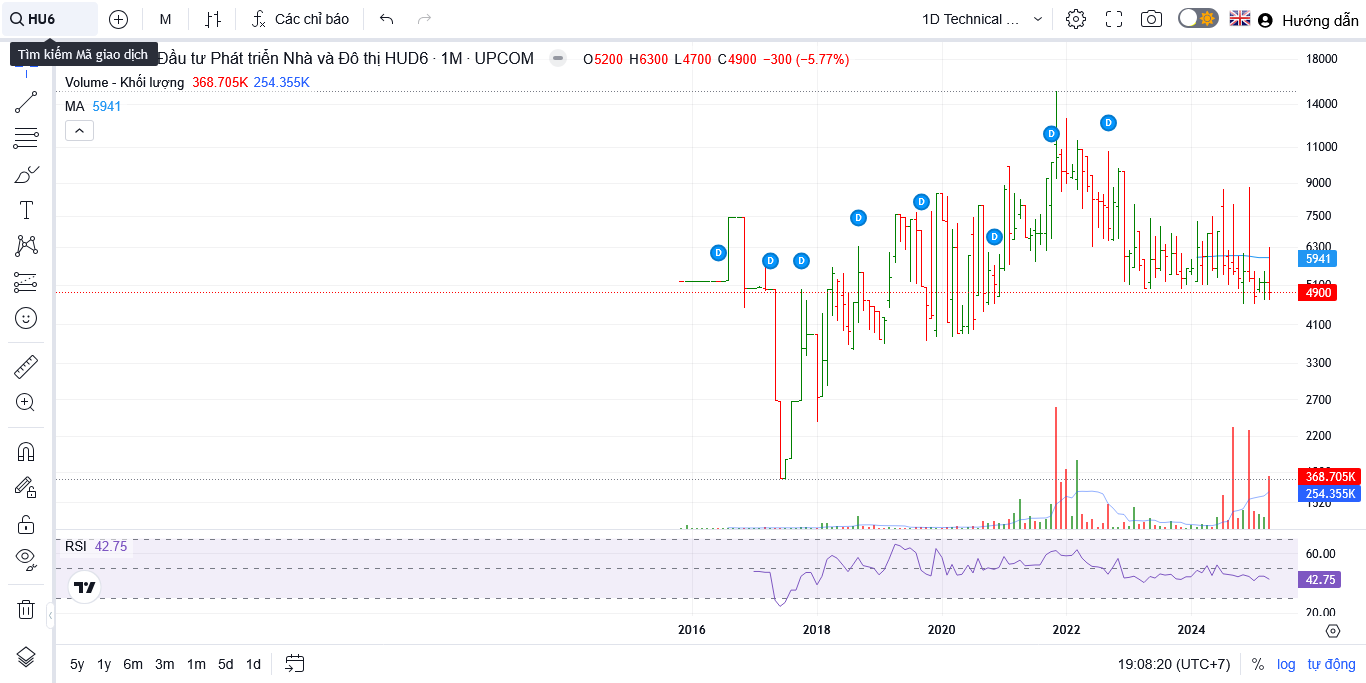 HU6
M
Các chỉ báo
1D Technical ...
Hướng dẫn
Tìm kiếm Mã giao dịch
Đầu tư Phát triển Nhà và Đô thị HUD6 · 1M · UPCOM
O5200 H6300 L4700 C4900 −300 (−5.77%)
Volume - Khối lượng 368.705K 254.355K
MA 5941
D
D
D
D
D
D
D
D
18000
14000
11000
9000
7500
6300
5941
4900
4100
3300
2700
2200
368.705K
254.355K
RSI 42.75
60.00
42.75
20.00
2016
2018
2020
2022
2024
5y 1y 6m 3m 1m 5d 1d
19:08:20 (UTC+7)
% log tự động